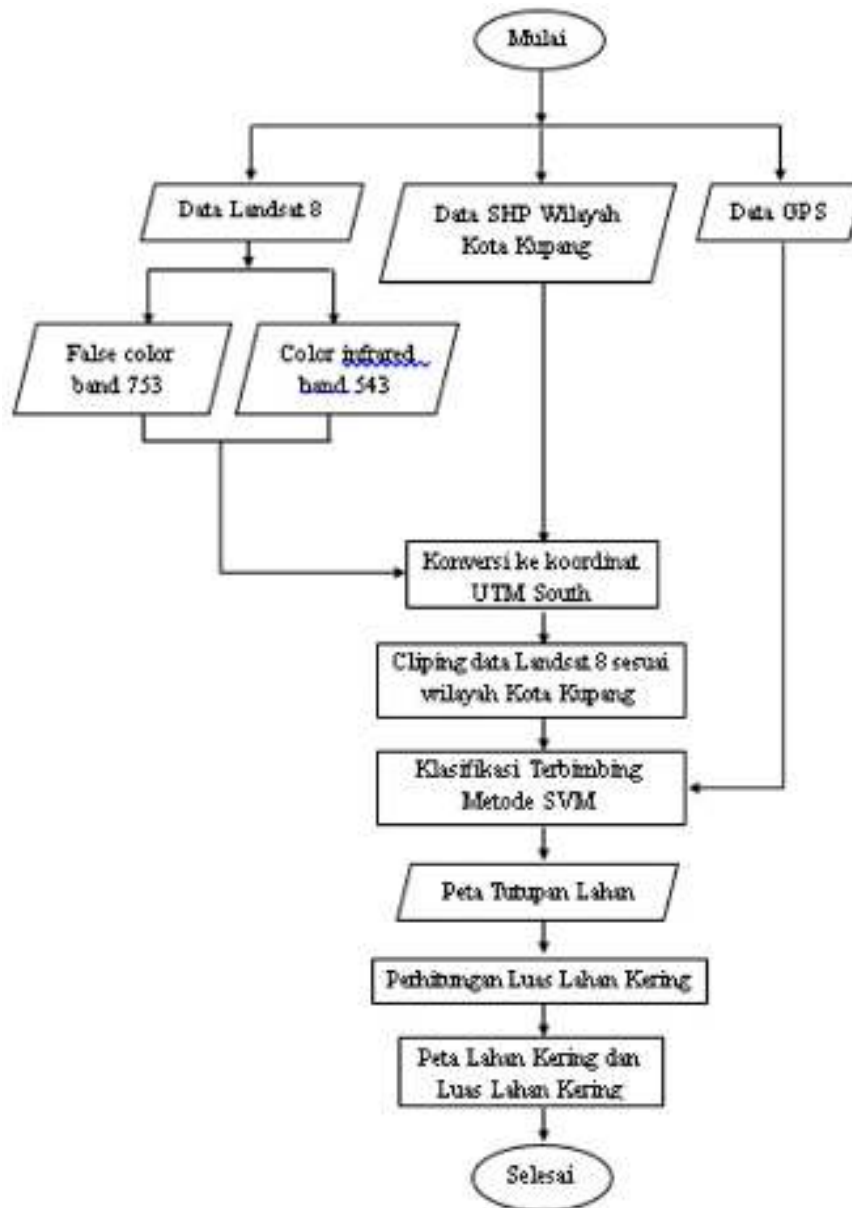 Mulai
Data Landsat 8
Data SHP Wilayah
Kota Kupang
Data GPS
False color
band 753
Color infrared
band 543
Konversi ke koordinat
UTM South
Cliping data Landsat 8 sesuai
wilayah Kota Kupang
Klasifikasi Terbimbing
Metode SVM
Peta Tutupan Lahan
Perhitungan Luas Lahan Kering
Peta Lahan Kering dan
Luas Lahan Kering
Selesai